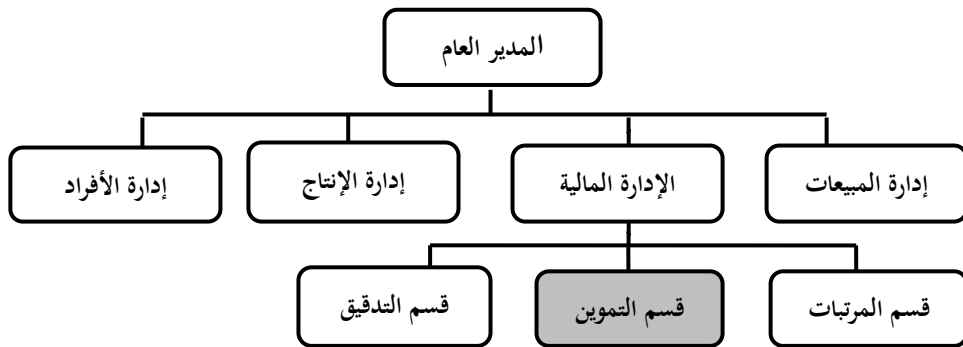 المدير العام
إدارة المبيعات
الإدارة المالية
إدارة الإنتاج
إدارة الأفراد
قسم المرتبات
قسم التموين
قسم التدقيق